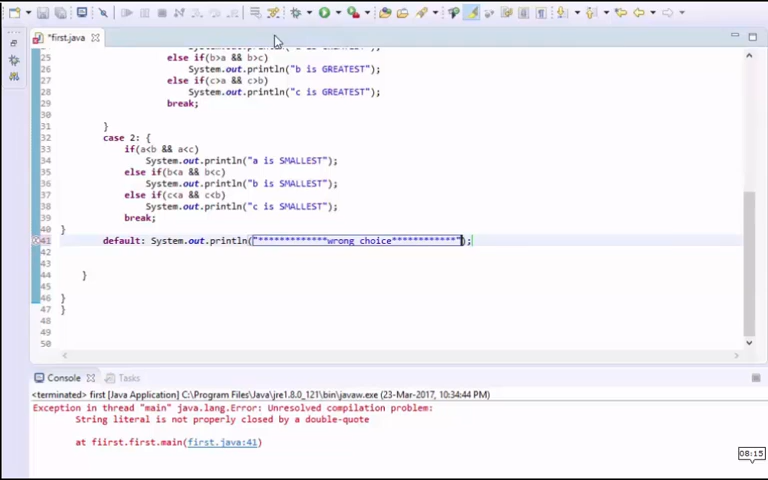 *first.java
25 else if(b>a && b>c)
26 System.out.println("b is GREATEST");
27 else if(c>a && c>b)
28 System.out.println("c is GREATEST");
29 break;
30
31 }
32 case 2: {
33 if(a<b && a<c)
34 System.out.println("a is SMALLEST");
35 else if(b<a && b<c)
36 System.out.println("b is SMALLEST");
37 else if(c<a && c<b)
38 System.out.println("c is SMALLEST");
39 break;
40 }
41 default: System.out.println("*************wrong choice************");
42
43
44 }
45
46 }
47 }
48
49
50
Console Tasks
<terminated> first [Java Application] C:\Program Files\Java\jre1.8.0_121\bin\javaw.exe (23-Mar-2017, 10:34:44 PM)
Exception in thread "main" java.lang.Error: Unresolved compilation problem:
String literal is not properly closed by a double-quote
at fiirst.first.main(first.java:41)
08:15